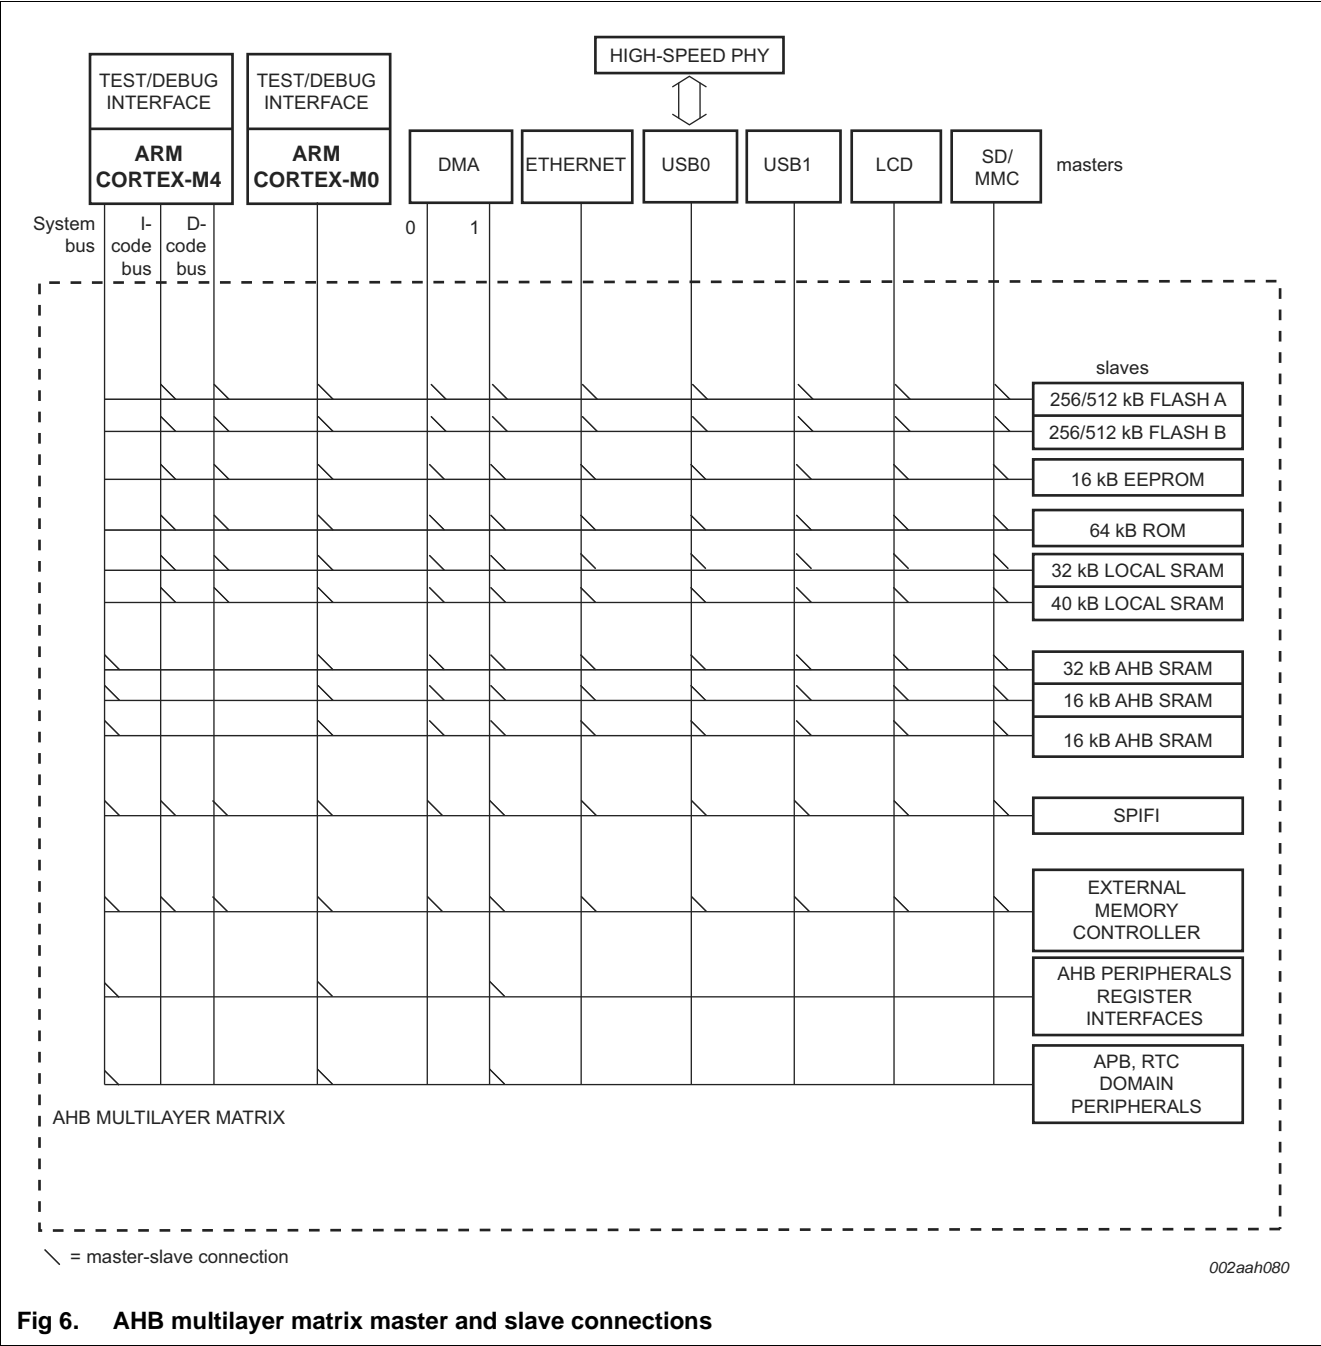 HIGH-SPEED PHY
TEST/DEBUG
INTERFACE
TEST/DEBUG
INTERFACE
ARM
CORTEX-M4
ARM
CORTEX-M0
DMA
ETHERNET
USB0
USB1
LCD
SD/
MMC
masters
System
bus
I-
code
bus
D-
code
bus
0
1
slaves
256/512 kB FLASH A
256/512 kB FLASH B
16 kB EEPROM
64 kB ROM
32 kB LOCAL SRAM
40 kB LOCAL SRAM
32 kB AHB SRAM
16 kB AHB SRAM
16 kB AHB SRAM
SPIFI
EXTERNAL
MEMORY
CONTROLLER
AHB PERIPHERALS
REGISTER
INTERFACES
APB, RTC
DOMAIN
PERIPHERALS
AHB MULTILAYER MATRIX
= master-slave connection
002aah080
Fig 6. AHB multilayer matrix master and slave connections